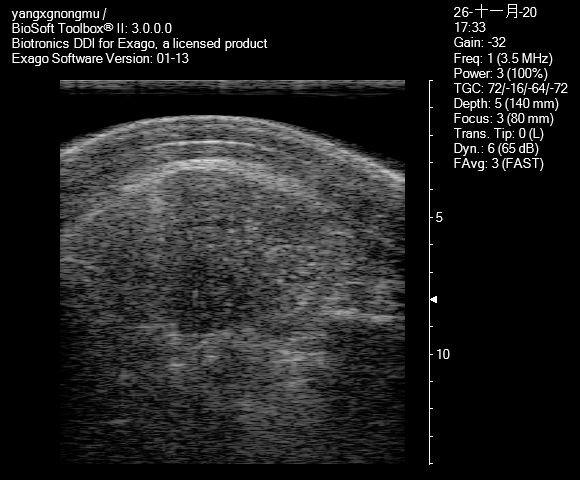 yangxgnongmu /
BioSoft Toolbox® II: 3.0.0.0
Biotronics DDI for Exago, a licensed product
Exago Software Version: 01-13
26-十一月-20
17:33
Gain: -32
Freq: 1 (3.5 MHz)
Power: 3 (100%)
TGC: 72/-16/-64/-72
Depth: 5 (140 mm)
Focus: 3 (80 mm)
Trans. Tip: 0 (L)
Dyn.: 6 (65 dB)
FAvg: 3 (FAST)
5
10